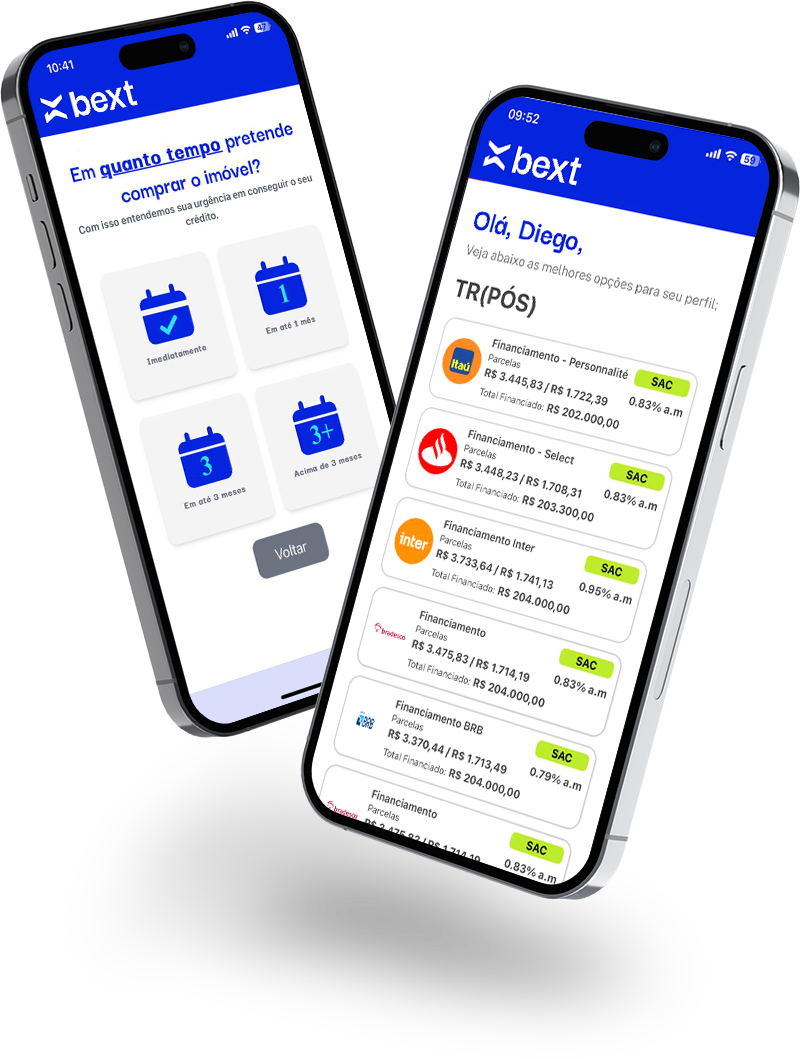 10:41
47
bext
Em quanto tempo pretende
comprar o imóvel?
Com isso entendemos sua urgência em conseguir o seu
crédito.
Imediatamente
1
Em até 1 mês
3
Em até 3 meses
3+
Acima de 3 meses
Voltar
09:52
59
bext
Olá, Diego,
Veja abaixo as melhores opções para seu perfil;
TR(PÓS)
Itaú
Financiamento - Personnalité
Parcelas
R$ 3.445,83 / R$ 1.722,39
Total Financiado: R$ 202.000,00
SAC
0.83% a.m
Financiamento - Select
Parcelas
R$ 3.448,23 / R$ 1.708,31
Total Financiado: R$ 203.300,00
SAC
0.83% a.m
inter
Financiamento Inter
Parcelas
R$ 3.733,64 / R$ 1.741,13
Total Financiado: R$ 204.000,00
SAC
0.95% a.m
bradesco
Financiamento
Parcelas
R$ 3.475,83 / R$ 1.714,19
Total Financiado: R$ 204.000,00
SAC
0.83% a.m
BRB
Financiamento BRB
Parcelas
R$ 3.370,44 / R$ 1.713,49
Total Financiado: R$ 204.000,00
SAC
0.79% a.m
bradesco
Financiamento
Parcelas
R$ 3.475,83 / R$ 1.714,19
SAC
0.83% a.m